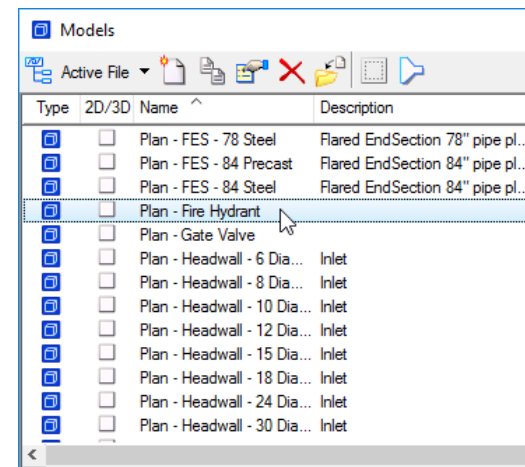 Models
Active File
Type 2D/3D Name Description
Plan - FES - 78 Steel Flared EndSection 78" pipe pl...
Plan - FES - 84 Precast Flared EndSection 84" pipe pl...
Plan - FES - 84 Steel Flared EndSection 84" pipe pl...
Plan - Fire Hydrant
Plan - Gate Valve
Plan - Headwall - 6 Dia... Inlet
Plan - Headwall - 8 Dia... Inlet
Plan - Headwall - 10 Dia... Inlet
Plan - Headwall - 12 Dia... Inlet
Plan - Headwall - 15 Dia... Inlet
Plan - Headwall - 18 Dia... Inlet
Plan - Headwall - 24 Dia... Inlet
Plan - Headwall - 30 Dia... Inlet